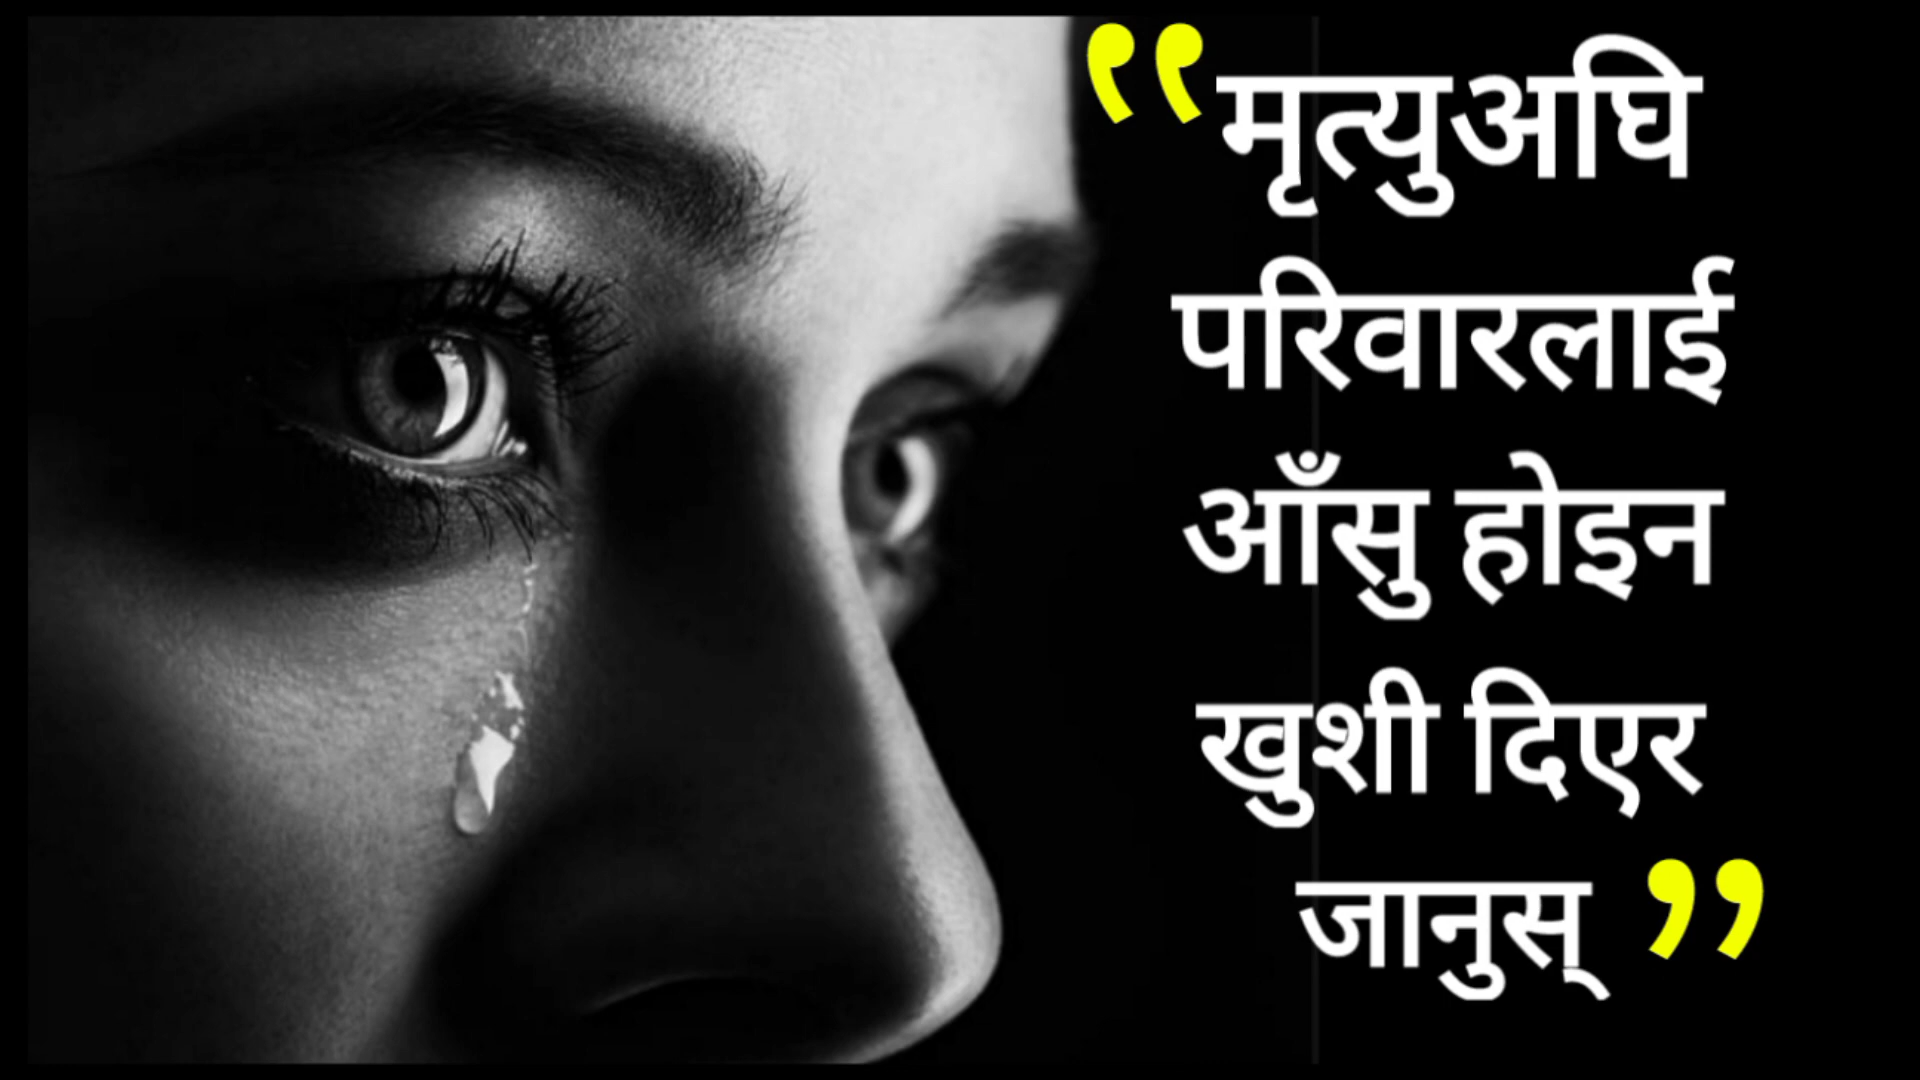 “मृत्युअघि
परिवारलाई
आँसु होइन
खुशी दिएर
जानुस् ”